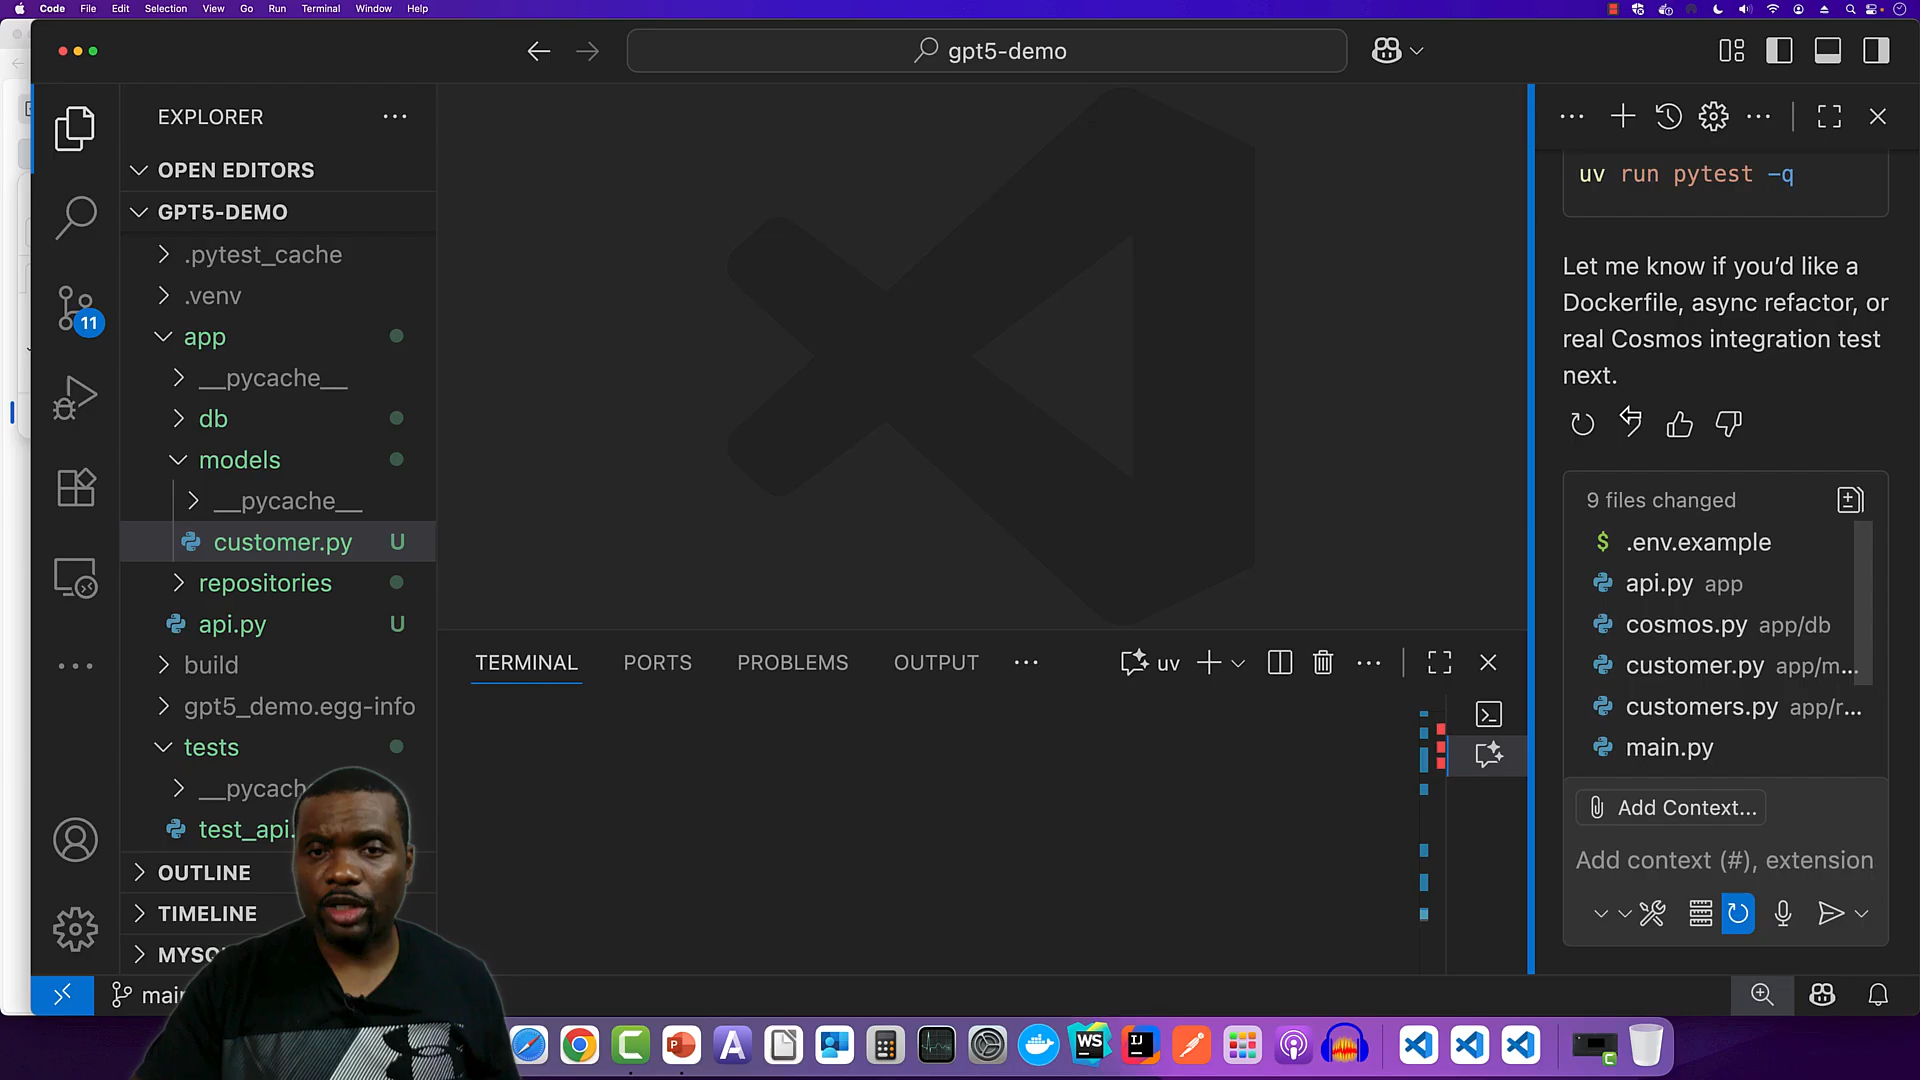 Code File Edit Selection View Go Run Terminal Window Help
gpt5-demo
EXPLORER
OPEN EDITORS
GPT5-DEMO
.pytest_cache
.venv
app
__pycache__
db
models
__pycache__
customer.py U
repositories
api.py U
build
gpt5_demo.egg-info
tests
test_api.
OUTLINE
TIMELINE
11
TERMINAL PORTS PROBLEMS OUTPUT
uv
uv run pytest -q
Let me know if you’d like a
Dockerfile, async refactor, or
real Cosmos integration test
next.
9 files changed
$ .env.example
api.py app
cosmos.py app/db
customer.py app/m...
customers.py app/r...
main.py
Add Context...
Add context (#), extension
WS
IJ